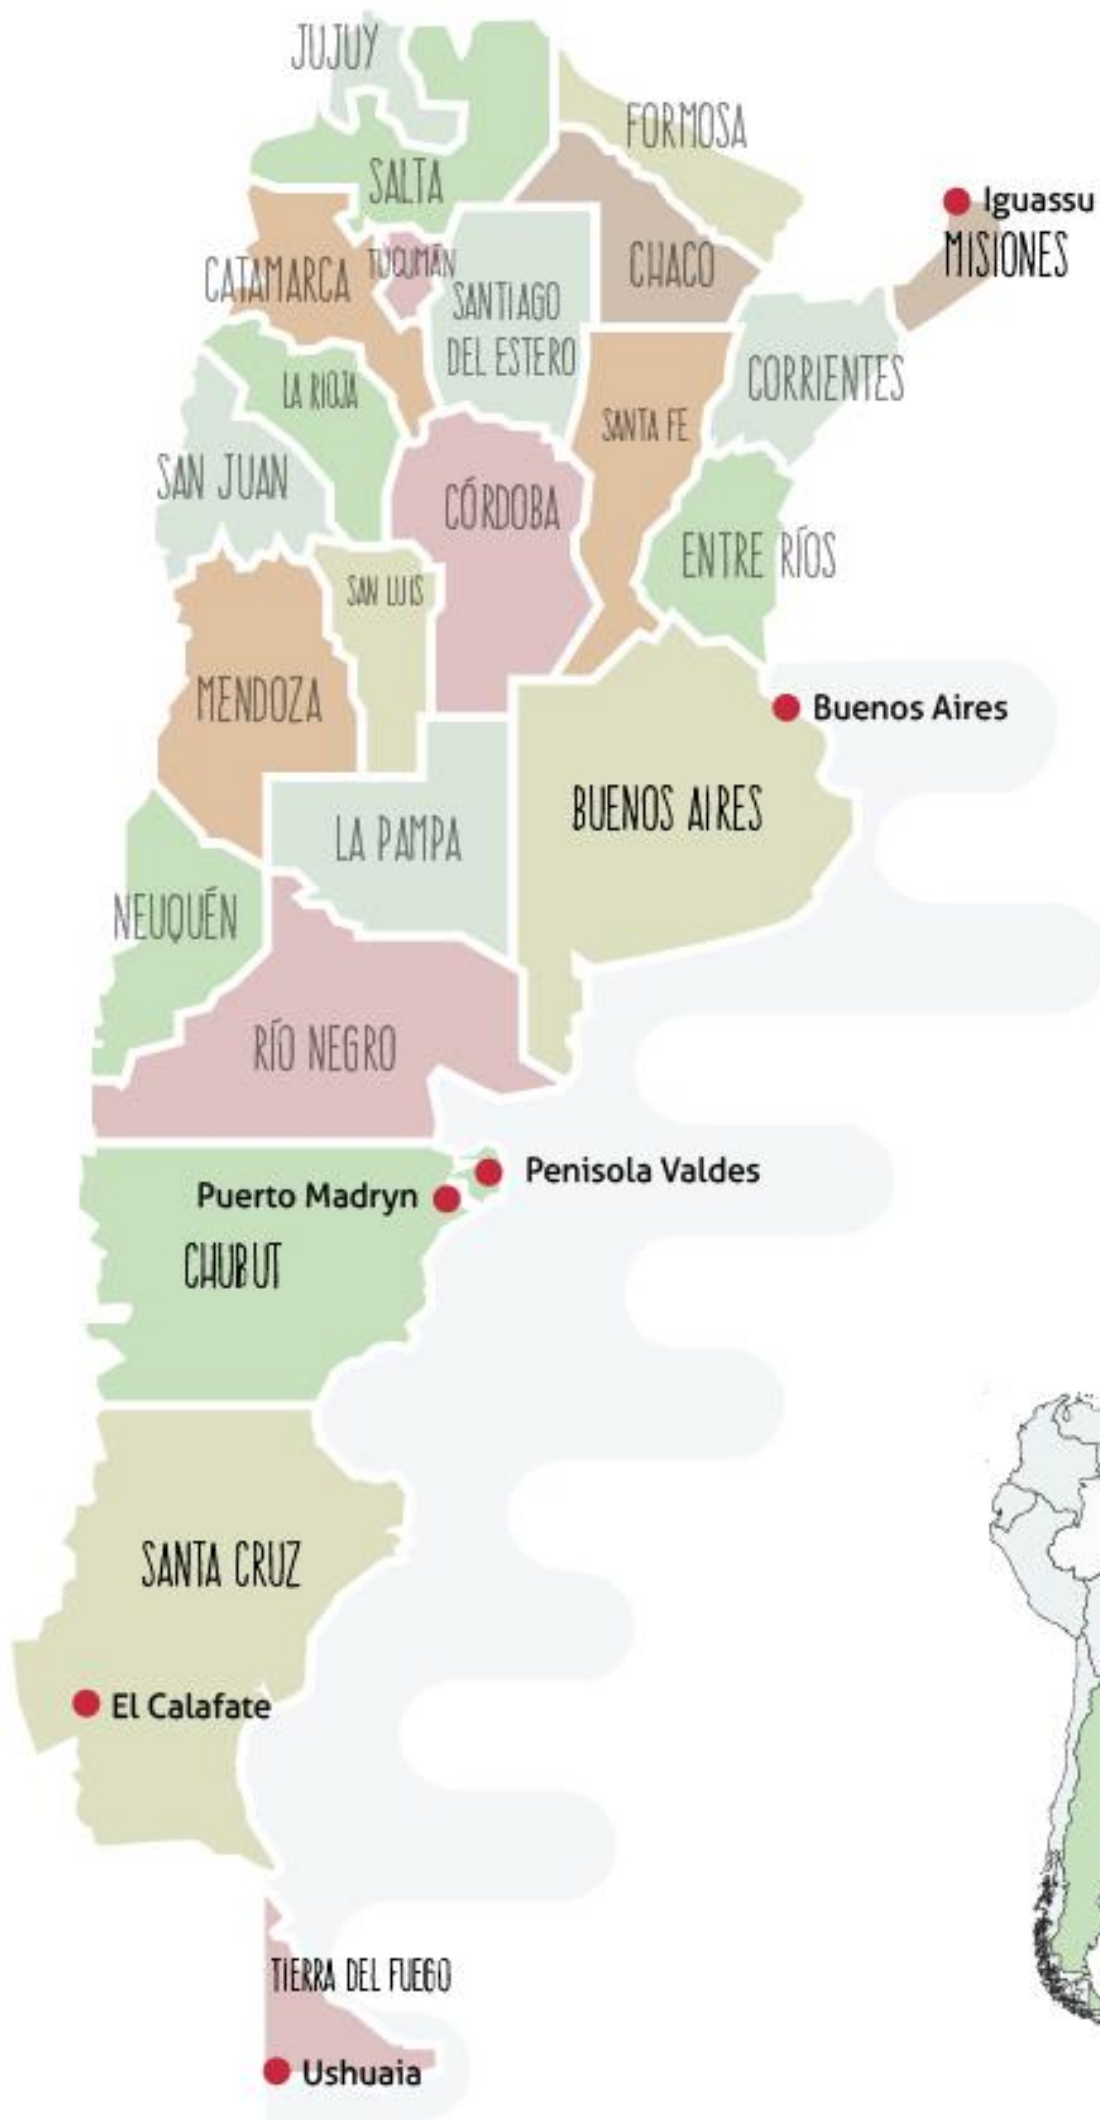 JUJUY
FORMOSA
SALTA
Iguassu
MISIONES
CHACO
TUCUMÁN
CATAMARCA
SANTIAGO
DEL ESTERO
CORRIENTES
LA RIOJA
SANTA FE
SAN JUAN
CÓRDOBA
ENTRE RÍOS
SAN LUIS
MENDOZA
Buenos Aires
BUENOS AIRES
LA PAMPA
NEUQUÉN
RÍO NEGRO
Penisola Valdes
Puerto Madryn
CHUBUT
SANTA CRUZ
El Calafate
TIERRA DEL FUEGO
Ushuaia